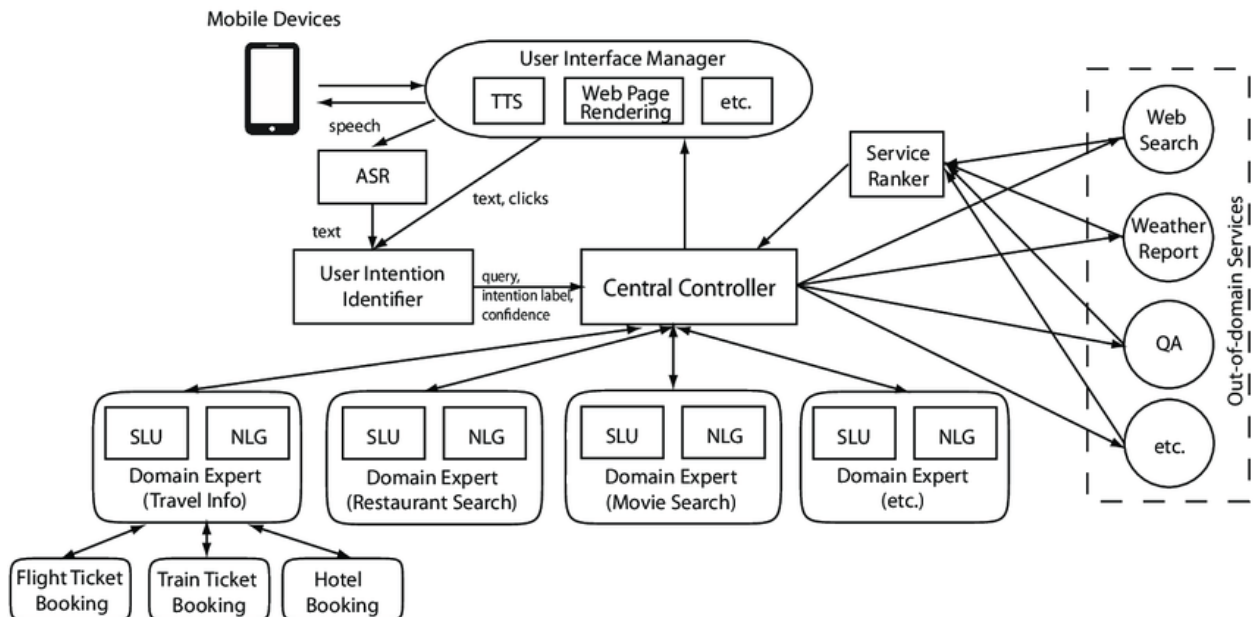 Mobile Devices
User Interface Manager
TTS
Web Page
Rendering
etc.
speech
ASR
text, clicks
text
User Intention
Identifier
query,
intention label,
confidence
Central Controller
Service
Ranker
Web
Search
Weather
Report
QA
etc.
Out-of-domain Services
SLU
NLG
Domain Expert
(Travel Info)
SLU
NLG
Domain Expert
(Restaurant Search)
SLU
NLG
Domain Expert
(Movie Search)
SLU
NLG
Domain Expert
(etc.)
Flight Ticket
Booking
Train Ticket
Booking
Hotel
Booking